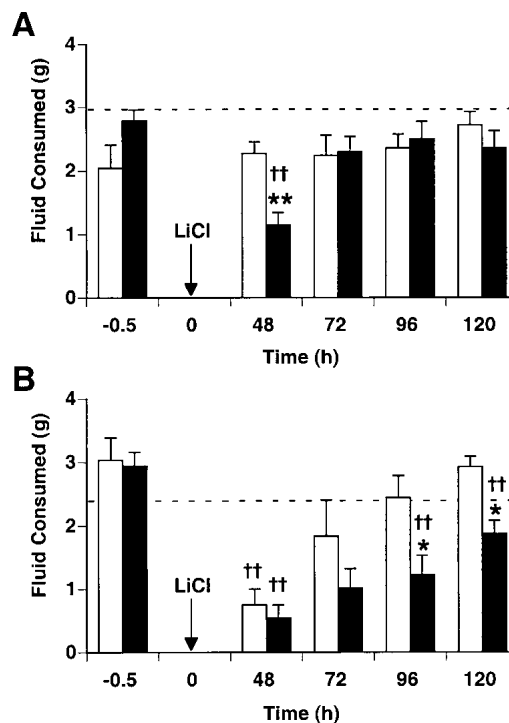 A
Fluid Consumed (g)
4
3
2
1
0
LiCl
††
**
-0.5 0 48 72 96 120
Time (h)
B
Fluid Consumed (g)
4
3
2
1
0
LiCl
†† ††
††
*
††
*
-0.5 0 48 72 96 120
Time (h)